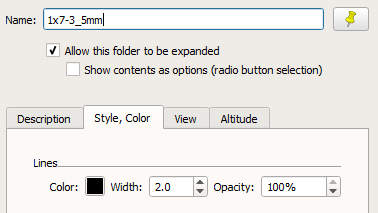 Name: 1x7-3_5mm
Allow this folder to be expanded
Show contents as options (radio button selection)
Description Style, Color View Altitude
Lines
Color: Width: 2.0 Opacity: 100%